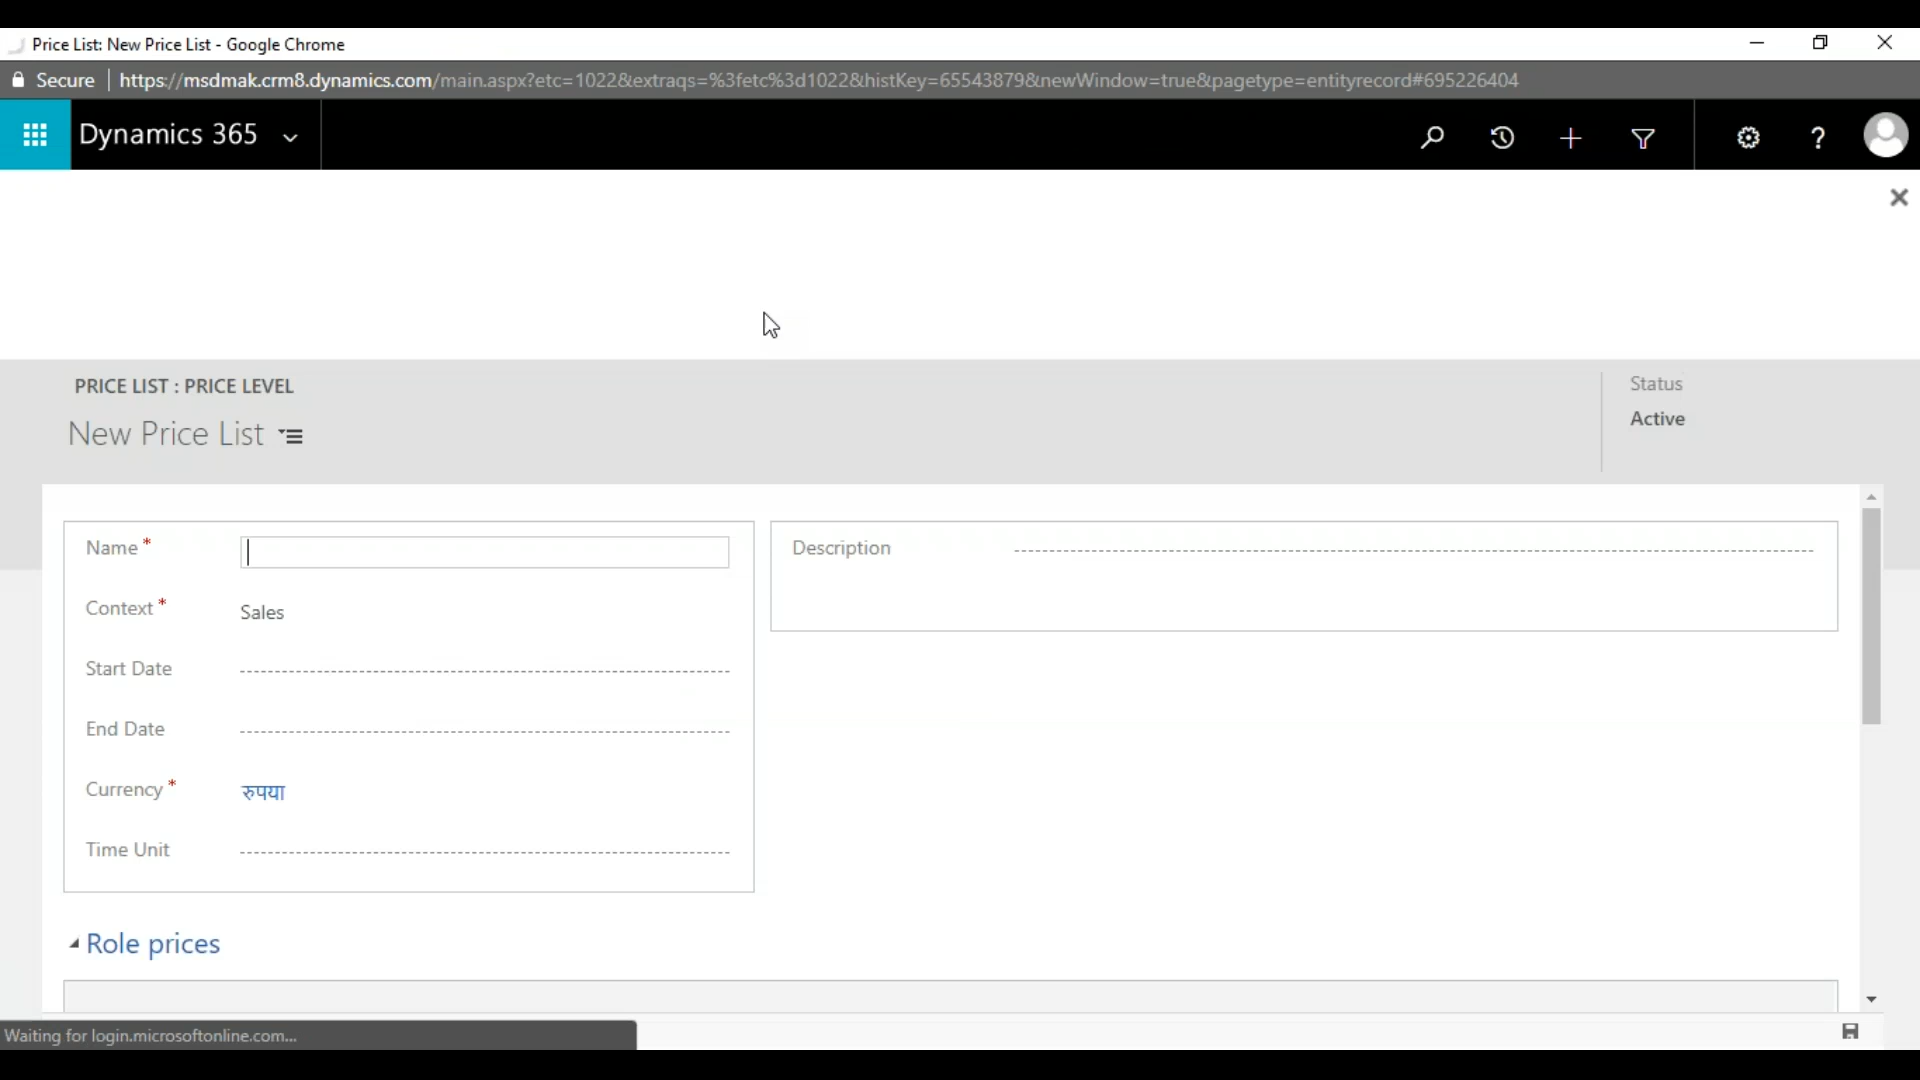 Price List: New Price List - Google Chrome
Secure https://msdmak.crm8.dynamics.com/main.aspx?etc=1022&extraqs=%3fetc%3d1022&histKey=65543879&newWindow=true&pagetype=entityrecord#695226404
Dynamics 365
PRICE LIST : PRICE LEVEL
New Price List
Status
Active
Name *
Description
Context * Sales
Start Date
End Date
Currency * रुपया
Time Unit
Role prices
Waiting for login.microsoftonline.com...